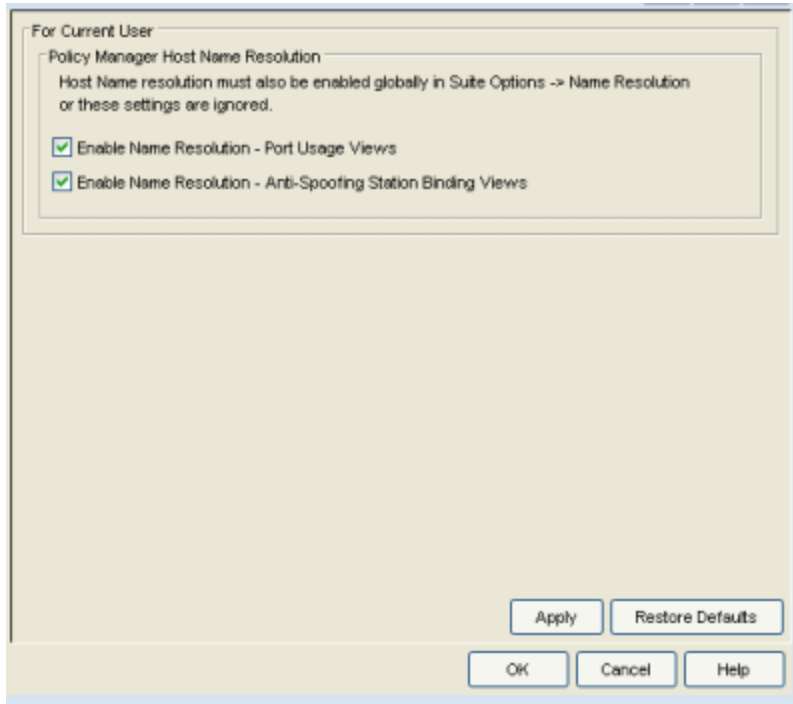 For Current User
Policy Manager Host Name Resolution
Host Name resolution must also be enabled globally in Suite Options -> Name Resolution
or these settings are ignored.
Enable Name Resolution - Port Usage Views
Enable Name Resolution - Anti-Spoofing Station Binding Views
Apply
Restore Defaults
OK
Cancel
Help